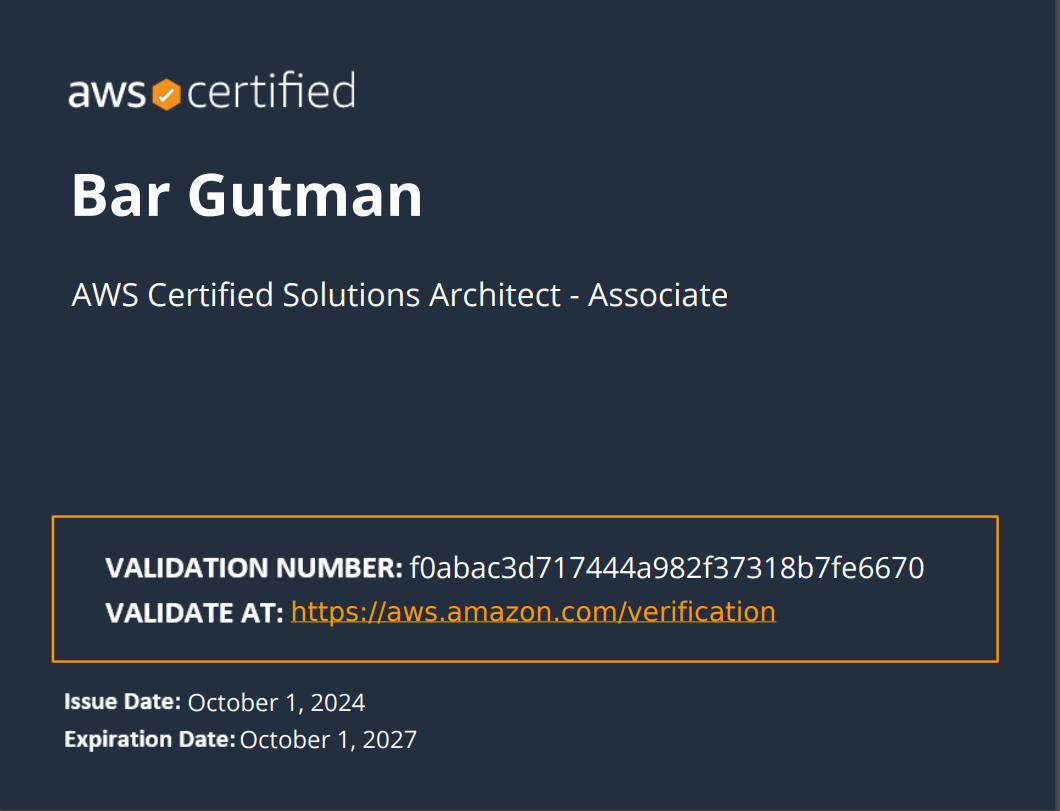 aws certified
Bar Gutman
AWS Certified Solutions Architect - Associate
VALIDATION NUMBER: f0abac3d717444a982f37318b7fe6670
VALIDATE AT: https://aws.amazon.com/verification
Issue Date: October 1, 2024
Expiration Date: October 1, 2027